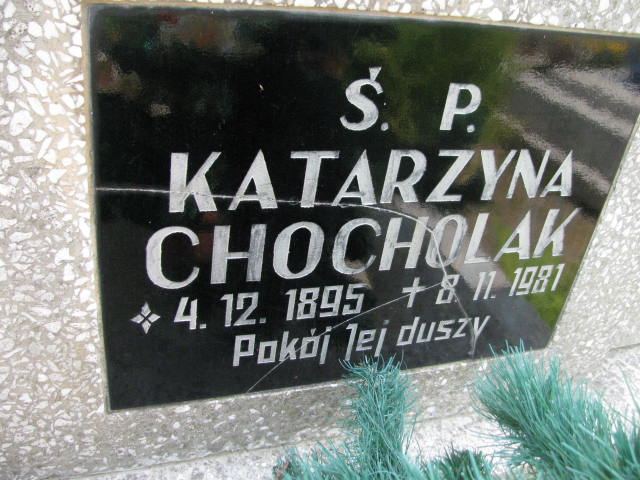 Ś. P.
KATARZYNA
CHOCHOLAK
4. 12. 1895 + 8. 11. 1981
Pokój Jej duszy